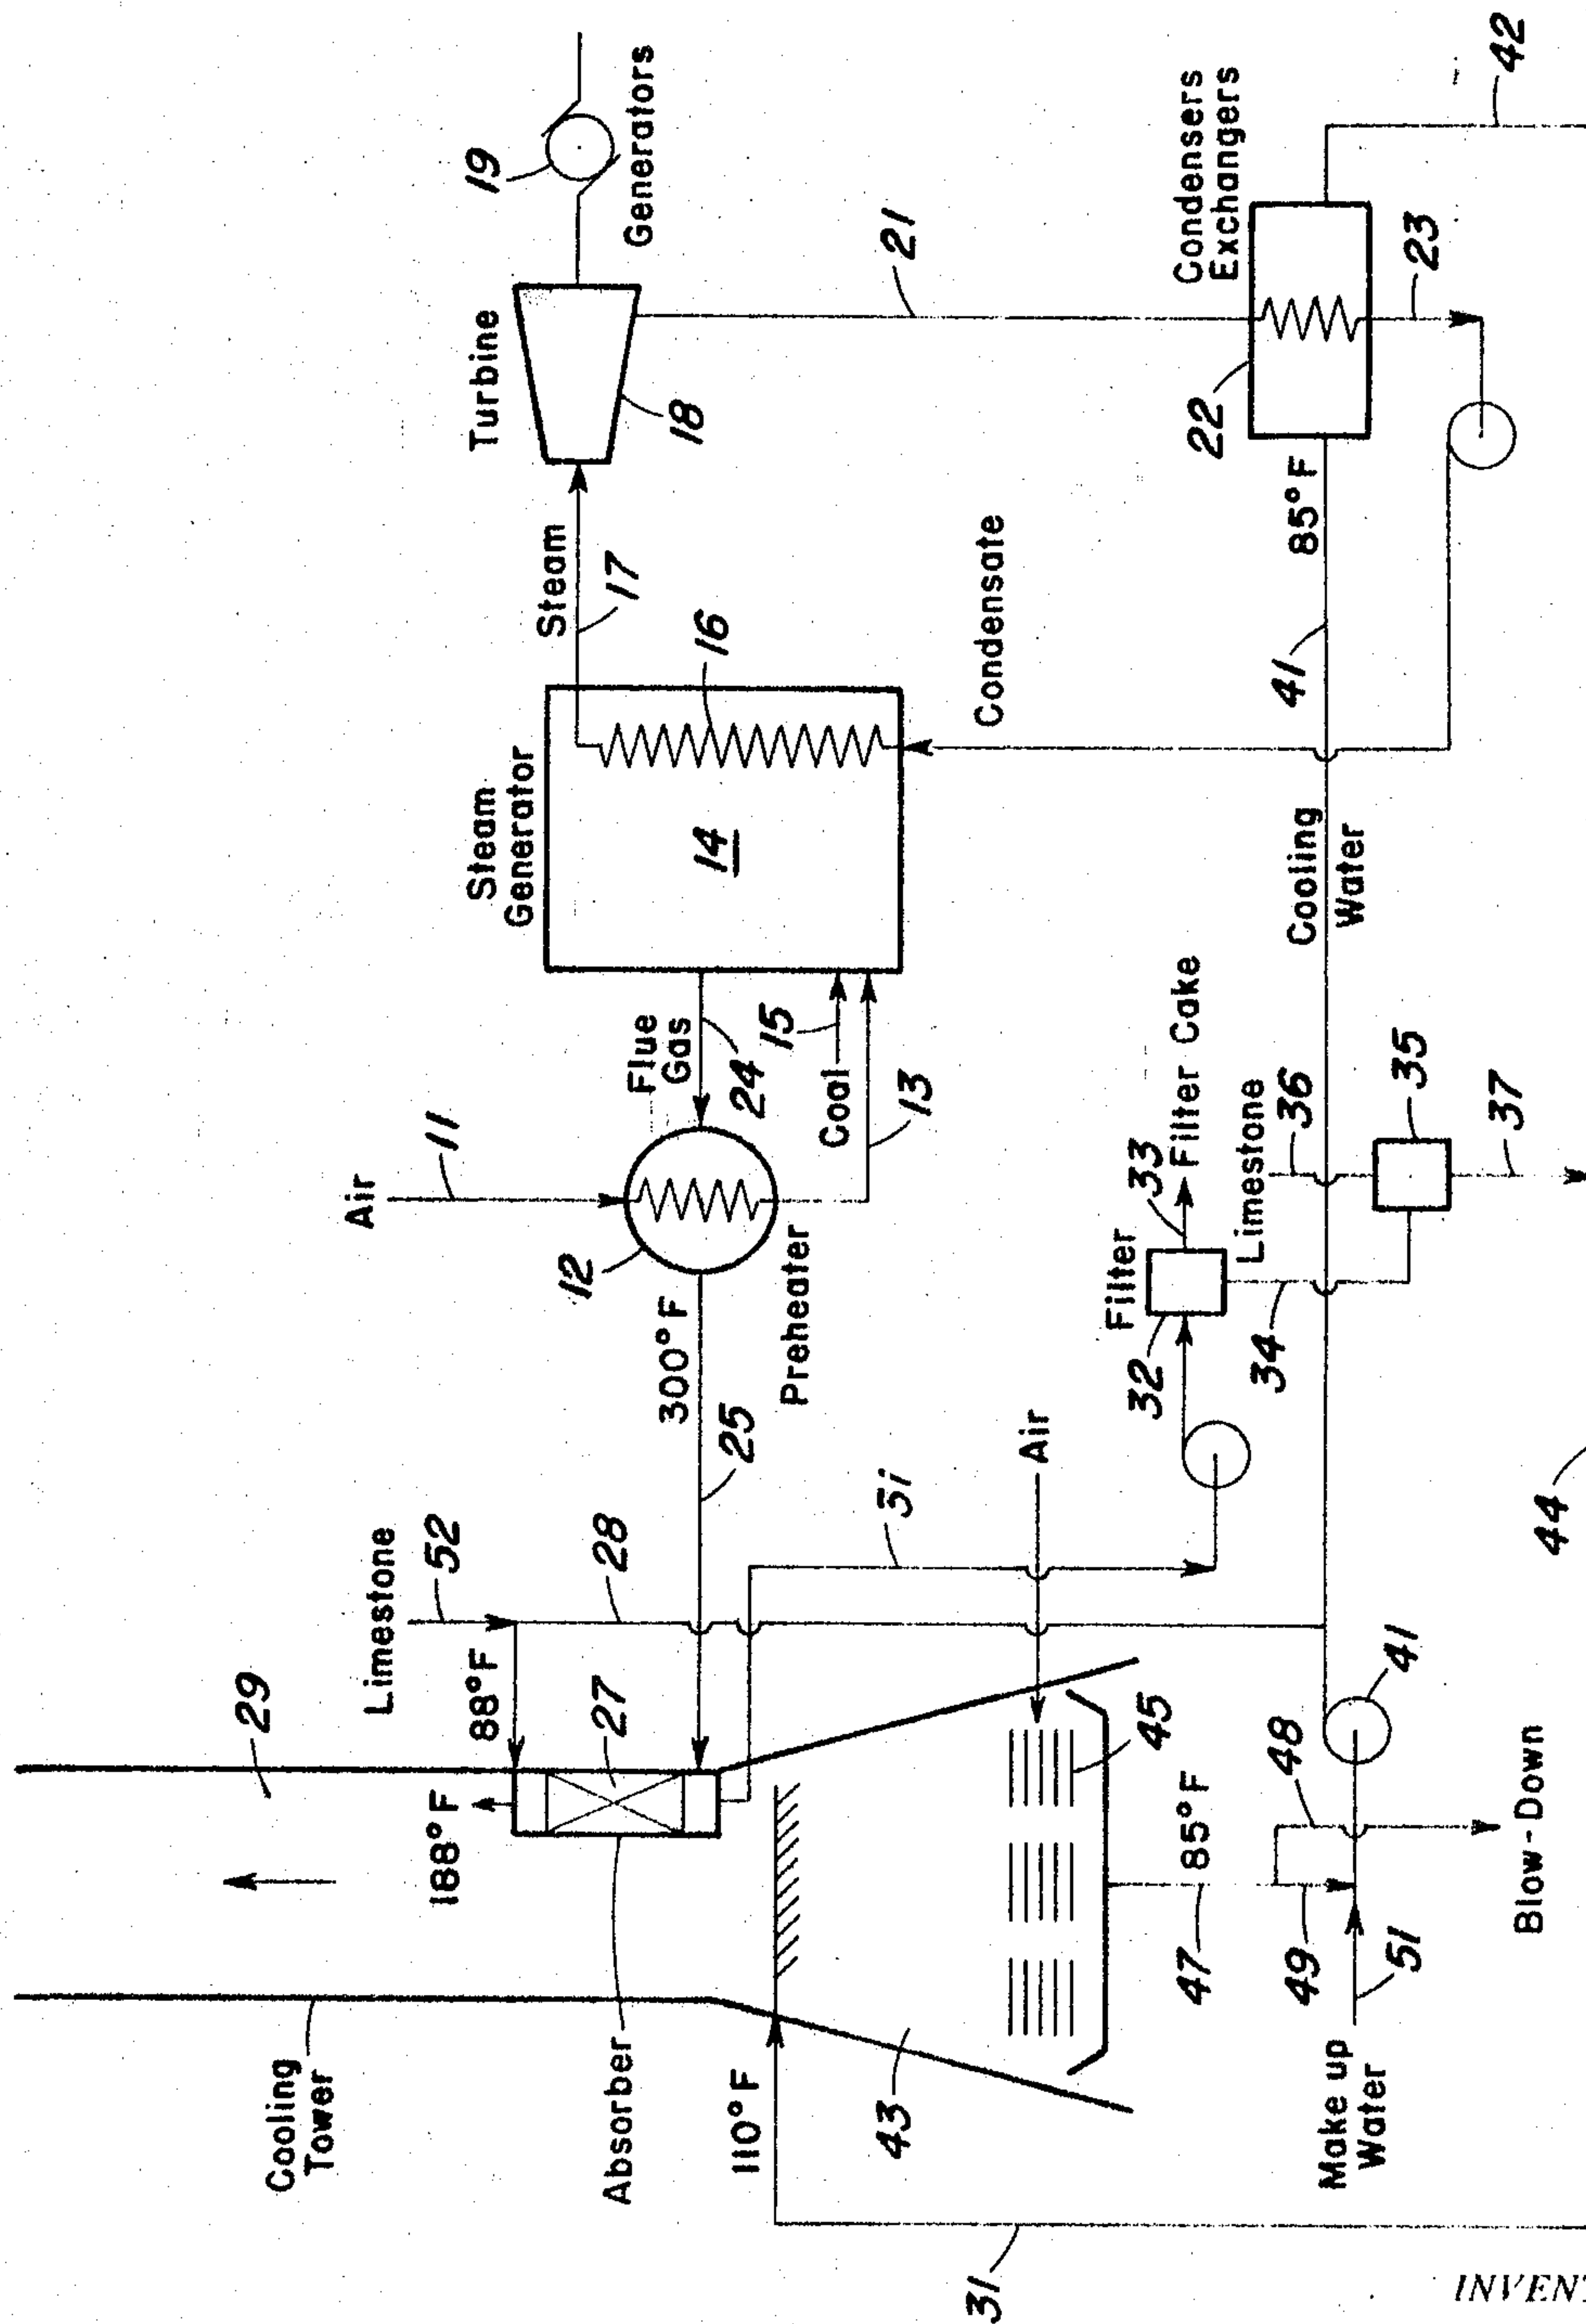 29
Cooling
Tower
188°F
Limestone
52
88°F
28
27
Absorber
110°F
31
43
45
Air
47
85°F
48
49
51
Make up
Water
Blow-Down
41
44
Air
11
12
Preheater
300°F
25
Flue
Gas
24
15
Coal
13
Steam
Generator
14
16
Steam
17
Turbine
18
19
Generators
21
Condensers
Exchangers
22
23
42
85°F
41
Condensate
Cooling
Water
Filter
32
33
Filter Cake
34
Limestone
36
35
37
INVENT